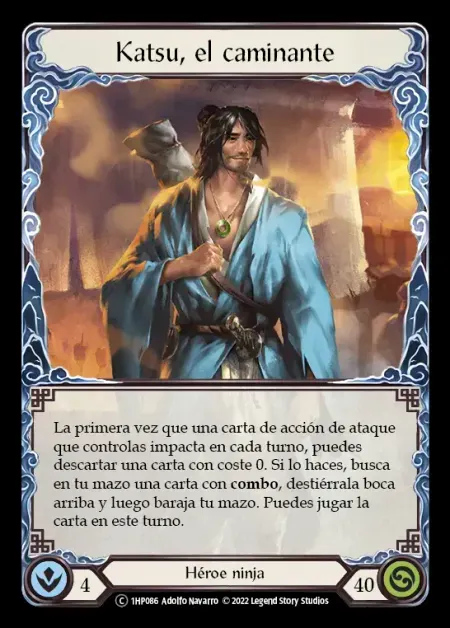 Katsu, el caminante
La primera vez que una carta de acción de ataque
que controlas impacta en cada turno, puedes
descartar una carta con coste 0. Si lo haces, busca
en tu mazo una carta con combo, destiérrala boca
arriba y luego baraja tu mazo. Puedes jugar la
carta en este turno.
4
Héroe ninja
40
C 1HP086 Adolfo Navarro © 2022 Legend Story Studios